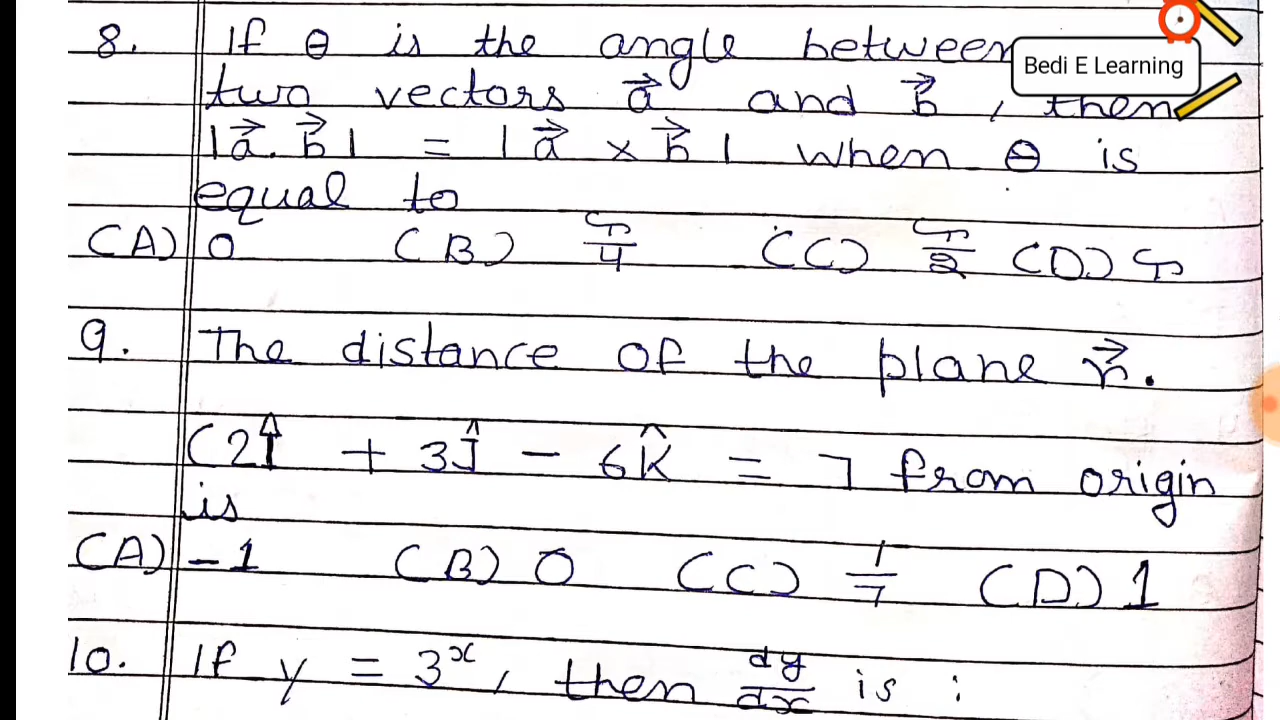 8. If θ is the angle between
Bedi E Learning
two vectors a⃗ and b⃗, then
|a⃗.b⃗| = |a⃗ × b⃗| when θ is
equal to
(A) 0 (B) π/4 (C) π/2 (D) π
9. The distance of the plane r⃗.
(2î + 3ĵ - 6k̂ = 7 from origin
is
(A) -1 (B) 0 (C) 1/7 (D) 1
10. If y = 3ˣ, then dy/dx is :